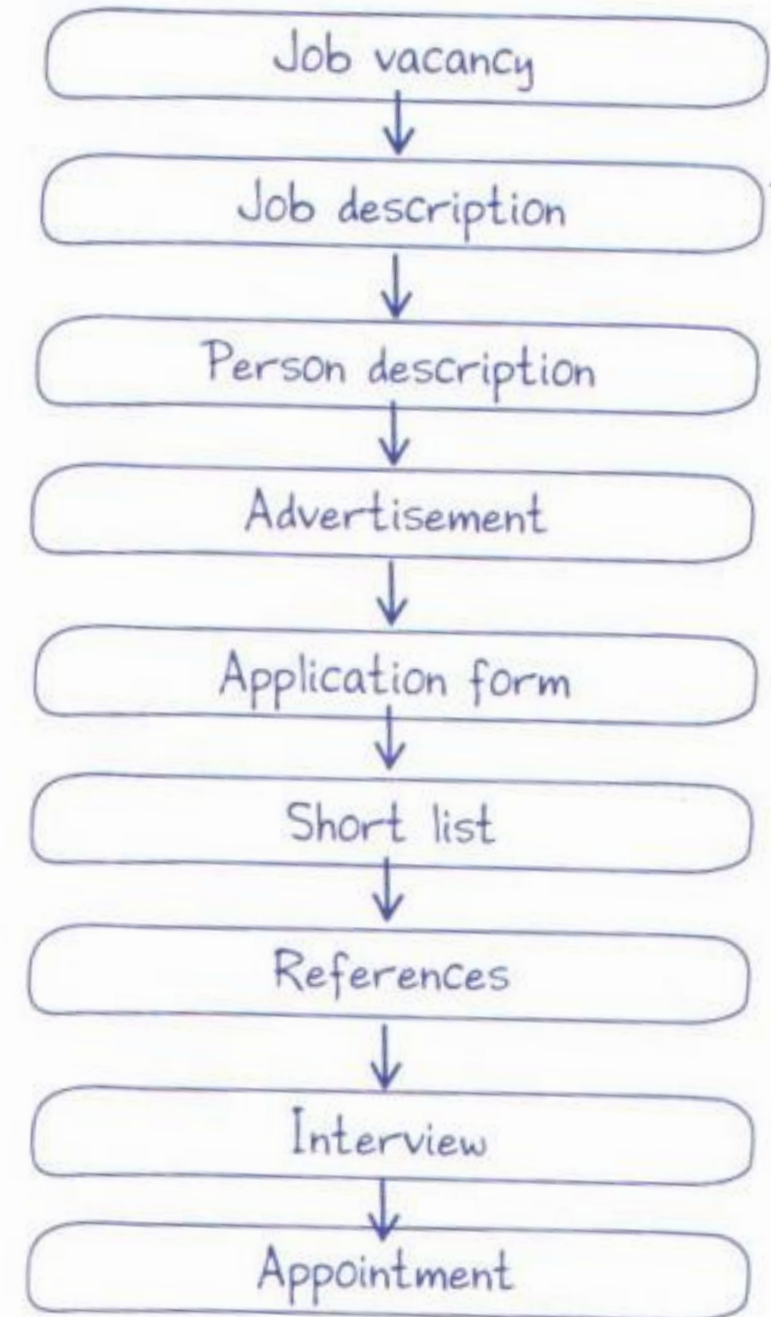 Job vacancy
Job description
Person description
Advertisement
Application form
Short list
References
Interview
Appointment